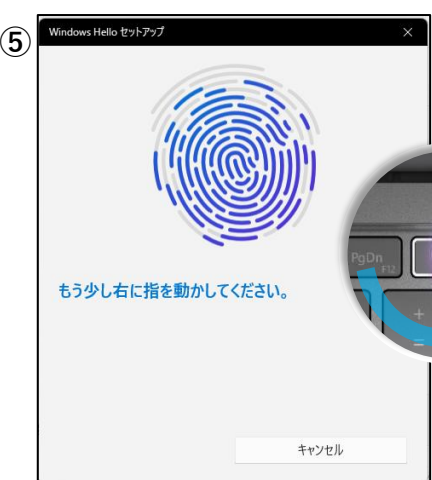 ⑤
Windows Hello セットアップ
もう少し右に指を動かしてください。
PgDn
F12
+
=
キャンセル